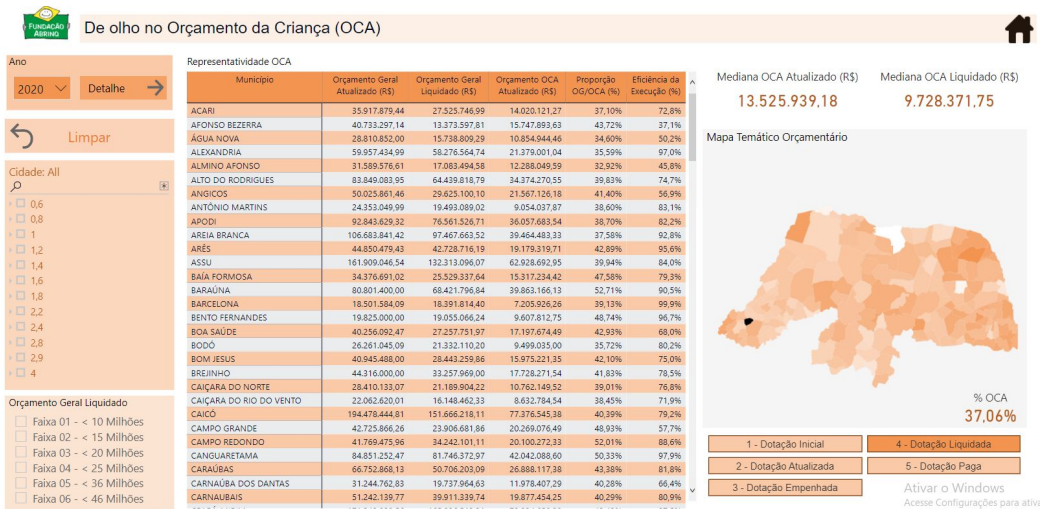 FUNDAÇÃO
ABRINQ
De olho no Orçamento da Criança (OCA)
Ano
2020
Detalhe
Limpar
Cidade: All
0,6
0,8
1
1,2
1,4
1,6
1,8
2,2
2,4
2,8
2,9
4
Orçamento Geral Liquidado (R$)
Faixa 01 - < 10 Milhões
Faixa 02 - < 15 Milhões
Faixa 03 - < 20 Milhões
Faixa 04 - < 25 Milhões
Faixa 05 - < 36 Milhões
Faixa 06 - < 46 Milhões
Representatividade OCA
Município Orçamento Geral Atualizado (R$) Orçamento Geral Liquidado (R$) Orçamento OCA Atualizado (R$) Proporção OG/OCA (%) Eficiência da Execução (%)
ACARI 35.917.879,44 27.525.746,99 14.020.121,27 37,10% 72,8%
AFONSO BEZERRA 40.733.297,14 13.373.597,81 15.747.893,63 43,72% 37,1%
ÁGUA NOVA 28.810.852,00 15.738.809,29 10.854.944,46 34,60% 50,2%
ALEXANDRIA 59.957.434,99 58.276.564,74 21.379.001,04 35,59% 97,0%
ALMINO AFONSO 31.589.576,61 17.083.494,58 12.288.049,59 32,92% 45,8%
ALTO DO RODRIGUES 83.849.083,95 64.439.818,79 34.374.270,55 39,83% 74,7%
ANGICOS 50.025.861,46 29.625.100,10 21.567.126,18 41,40% 56,9%
ANTÔNIO MARTINS 24.353.049,99 19.493.089,02 9.054.037,87 38,60% 83,1%
APODI 92.843.629,32 76.561.526,71 36.057.683,54 38,70% 82,2%
AREIA BRANCA 106.683.841,42 97.467.663,52 39.464.483,33 37,58% 92,8%
ARÊS 44.850.479,43 42.728.716,19 19.179.319,71 42,89% 95,6%
ASSU 161.909.046,54 132.313.096,07 62.928.692,95 39,94% 84,0%
BAÍA FORMOSA 34.376.691,02 25.529.337,64 15.317.234,42 47,58% 79,3%
BARAÚNA 80.801.400,00 68.421.796,84 39.863.166,13 52,71% 90,5%
BARCELONA 18.501.584,09 18.391.814,40 7.205.926,26 39,13% 99,9%
BENTO FERNANDES 19.825.000,00 19.055.066,24 9.607.812,75 48,74% 96,7%
BOA SAÚDE 40.256.092,47 27.257.751,97 17.197.674,49 42,93% 68,0%
BODÓ 26.261.045,09 21.332.110,20 9.499.035,00 35,72% 80,2%
BOM JESUS 40.945.488,00 28.443.259,86 15.975.221,35 42,10% 75,0%
BREJINHO 44.316.000,00 33.257.969,00 17.728.271,54 41,83% 78,5%
CAIÇARA DO NORTE 28.410.133,07 21.189.904,22 10.762.149,52 39,01% 76,8%
CAIÇARA DO RIO DO VENTO 22.062.620,01 16.148.462,33 8.632.784,54 38,45% 71,9%
CAICÓ 194.478.444,81 151.666.218,11 77.376.545,38 40,39% 79,2%
CAMPO GRANDE 42.725.866,26 23.906.681,86 20.269.076,49 48,93% 57,7%
CAMPO REDONDO 41.769.475,96 34.242.101,11 20.100.272,33 52,01% 88,6%
CANGUARETAMA 84.851.252,47 81.746.372,97 42.042.088,60 50,33% 97,9%
CARAÚBAS 66.752.868,13 50.706.203,09 26.888.117,38 43,38% 81,8%
CARNAÚBA DOS DANTAS 31.244.762,83 19.737.964,63 11.978.407,29 40,28% 66,4%
CARNAUBAIS 51.242.139,77 39.911.339,74 19.877.454,25 40,29% 80,9%
Mediana OCA Atualizado (R$)
13.525.939,18
Mediana OCA Liquidado (R$)
9.728.371,75
Mapa Temático Orçamentário
% OCA
37,06%
1 - Dotação Inicial
4 - Dotação Liquidada
2 - Dotação Atualizada
5 - Dotação Paga
3 - Dotação Empenhada
Ativar o Windows
Acesse Configurações para ativa